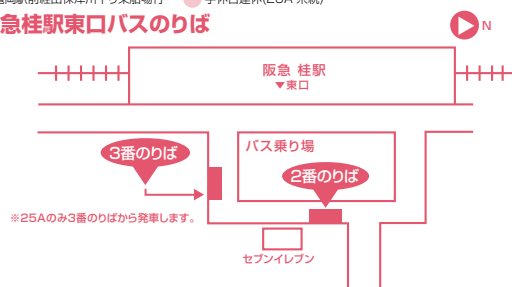 急桂駅東口バスのりば
N
阪急 桂駅
▼東口
バス乗り場
3番のりば
2番のりば
※25Aのみ3番のりばから発車します。
セブンイレブン